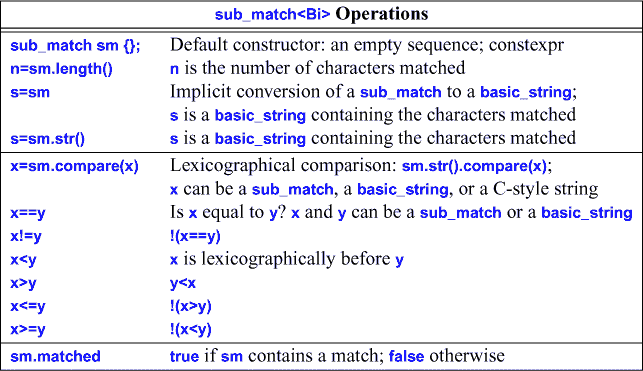 sub_match<Bi> Operations
sub_match sm {}; Default constructor: an empty sequence; constexpr
n=sm.length() n is the number of characters matched
s=sm Implicit conversion of a sub_match to a basic_string;
s is a basic_string containing the characters matched
s=sm.str() s is a basic_string containing the characters matched
x=sm.compare(x) Lexicographical comparison: sm.str().compare(x);
x can be a sub_match, a basic_string, or a C-style string
x==y Is x equal to y? x and y can be a sub_match or a basic_string
x!=y !(x==y)
x<y x is lexicographically before y
x>y y<x
x<=y !(x>y)
x>=y !(x<y)
sm.matched true if sm contains a match; false otherwise